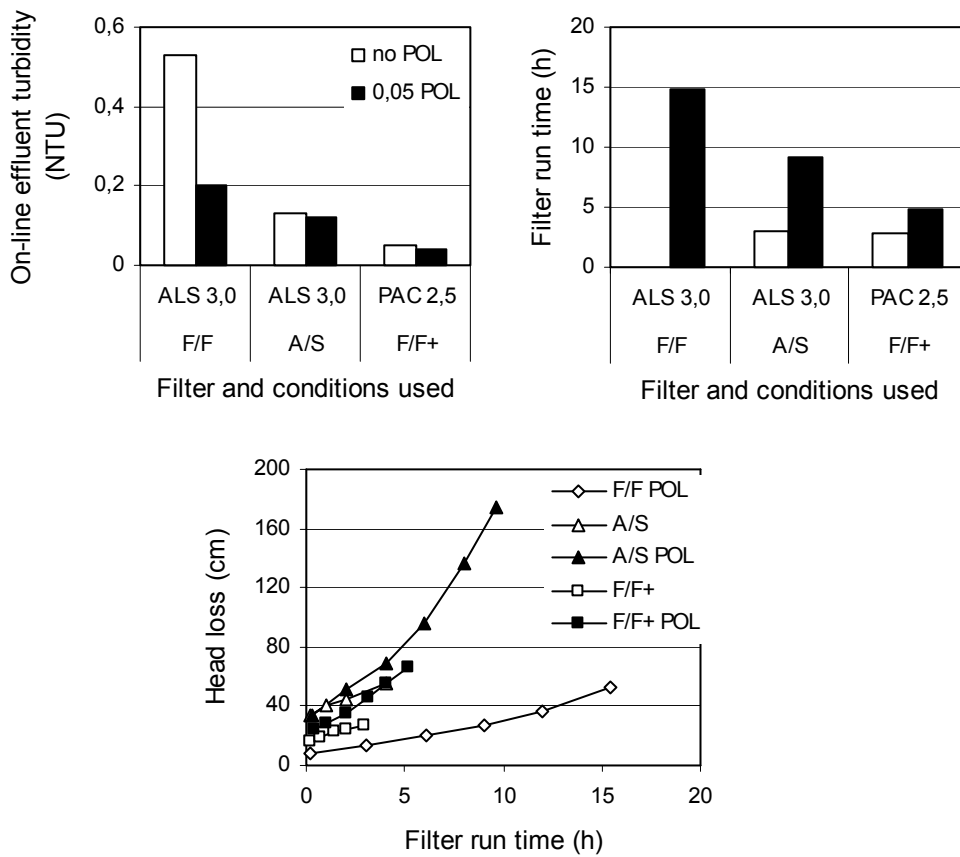 On-line effluent turbidity
(NTU)
0,6
0,4
0,2
0
no POL
0,05 POL
ALS 3,0
ALS 3,0
PAC 2,5
F/F
A/S
F/F+
Filter and conditions used
Filter run time (h)
20
15
10
5
0
ALS 3,0
ALS 3,0
PAC 2,5
F/F
A/S
F/F+
Filter and conditions used
Head loss (cm)
200
160
120
80
40
0
F/F POL
A/S
A/S POL
F/F+
F/F+ POL
0
5
10
15
20
Filter run time (h)